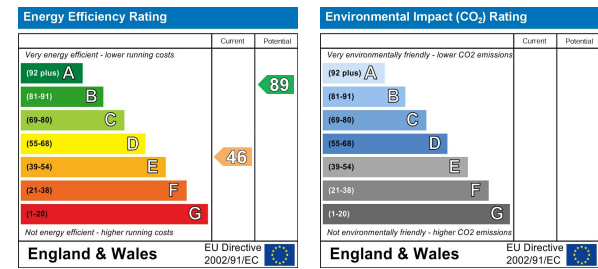 Energy Efficiency Rating
Current Potential
Very energy efficient - lower running costs
(92 plus) A
(81-91) B
89
(69-80) C
(55-68) D
(39-54) E
46
(21-38) F
(1-20) G
Not energy efficient - higher running costs
England & Wales
EU Directive
2002/91/EC
Environmental Impact (CO₂) Rating
Current Potential
Very environmentally friendly - lower CO2 emissions
(92 plus) A
(81-91) B
(69-80) C
(55-68) D
(39-54) E
(21-38) F
(1-20) G
Not environmentally friendly - higher CO2 emissions
England & Wales
EU Directive
2002/91/EC